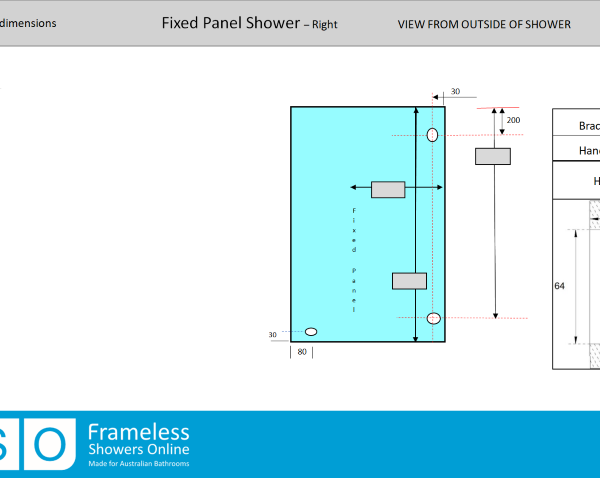 dimensions
Fixed Panel Shower – Right
VIEW FROM OUTSIDE OF SHOWER
30
200
Brac
Hand
H
Fixed Panel
64
30
80
SO
Frameless
Showers Online
Made for Australian Bathrooms